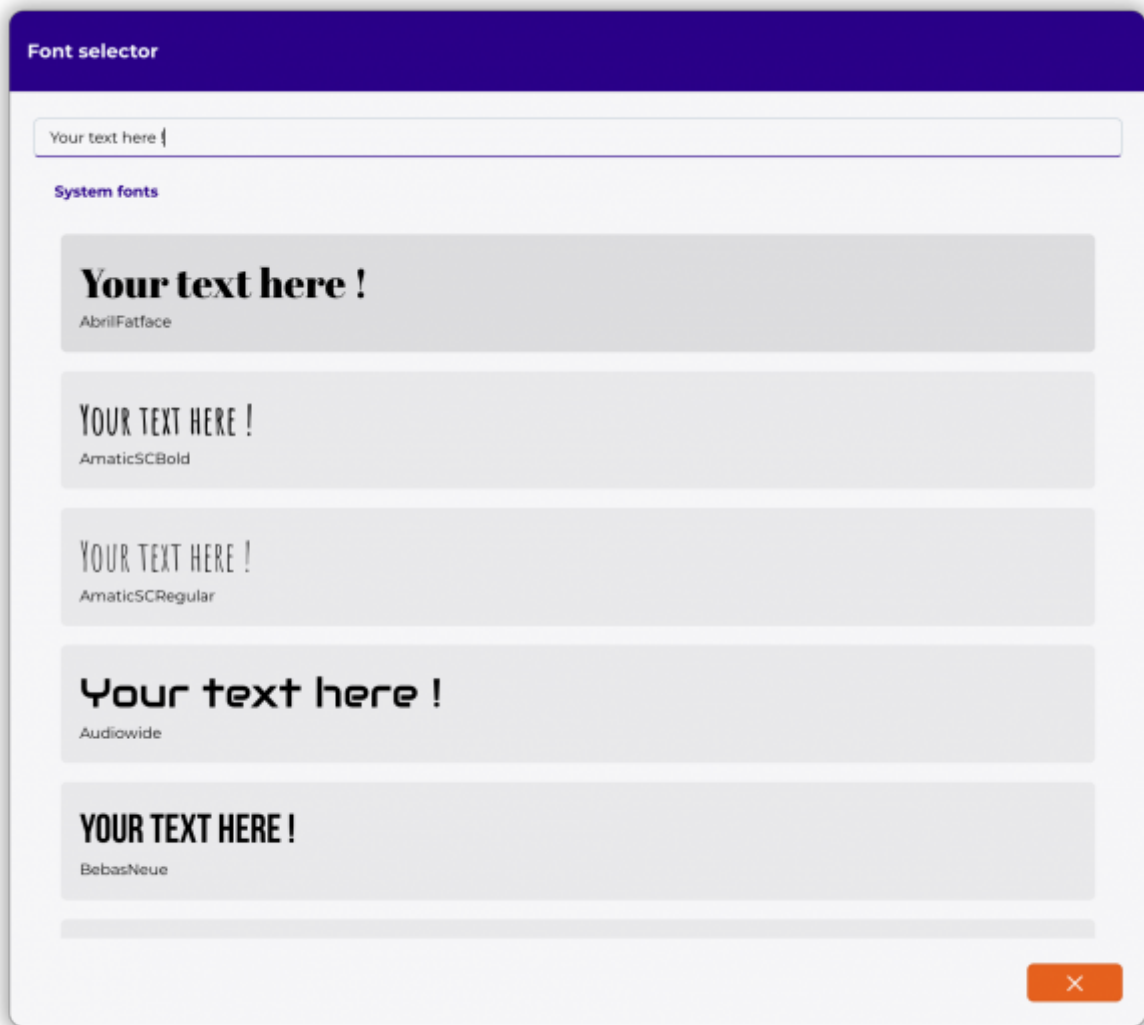 Font selector
Your text here !
System fonts
Your text here !
AbrilFatface
Your text here !
AmaticSCBold
Your text here !
AmaticSCRegular
Your text here !
Audiowide
YOUR TEXT HERE !
BebasNeue